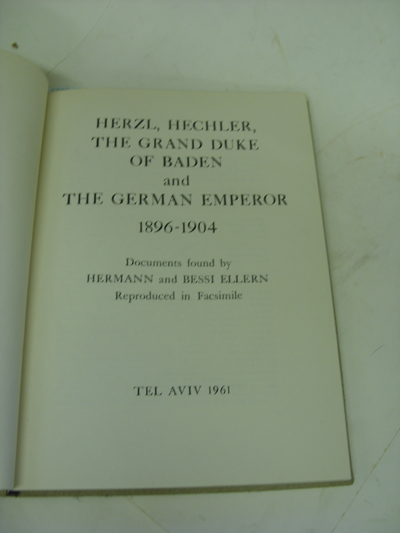 HERZL, HECHLER,
THE GRAND DUKE
OF BADEN
and
THE GERMAN EMPEROR
1896-1904
Documents found by
HERMANN and BESSI ELLERN
Reproduced in Facsimile
TEL AVIV 1961